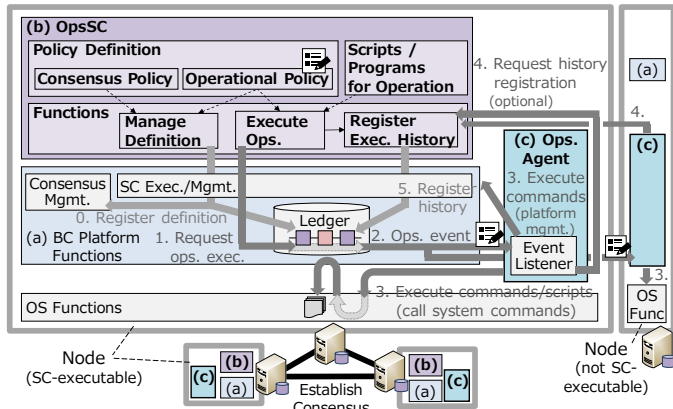 (b) OpsSC
Policy Definition
Consensus Policy
Operational Policy
Scripts /
Programs
for Operation
Functions
Manage
Definition
Execute
Ops.
Register
Exec. History
4. Request history
registration
(optional)
(a)
4.
(c) Ops.
Agent
3. Execute
commands
(platform
mgmt.)
Event
Listener
(c)
Consensus
Mgmt.
SC Exec./Mgmt.
0. Register definition
5. Register
history
Ledger
(a) BC Platform
Functions
1. Request
ops. exec.
2. Ops. event
3.
OS Functions
3. Execute commands/scripts
(call system commands)
OS
Func
Node
(SC-executable)
Node
(not SC-
executable)
(c)
(b)
(a)
Establish
Consensus
(b)
(a)
(c)